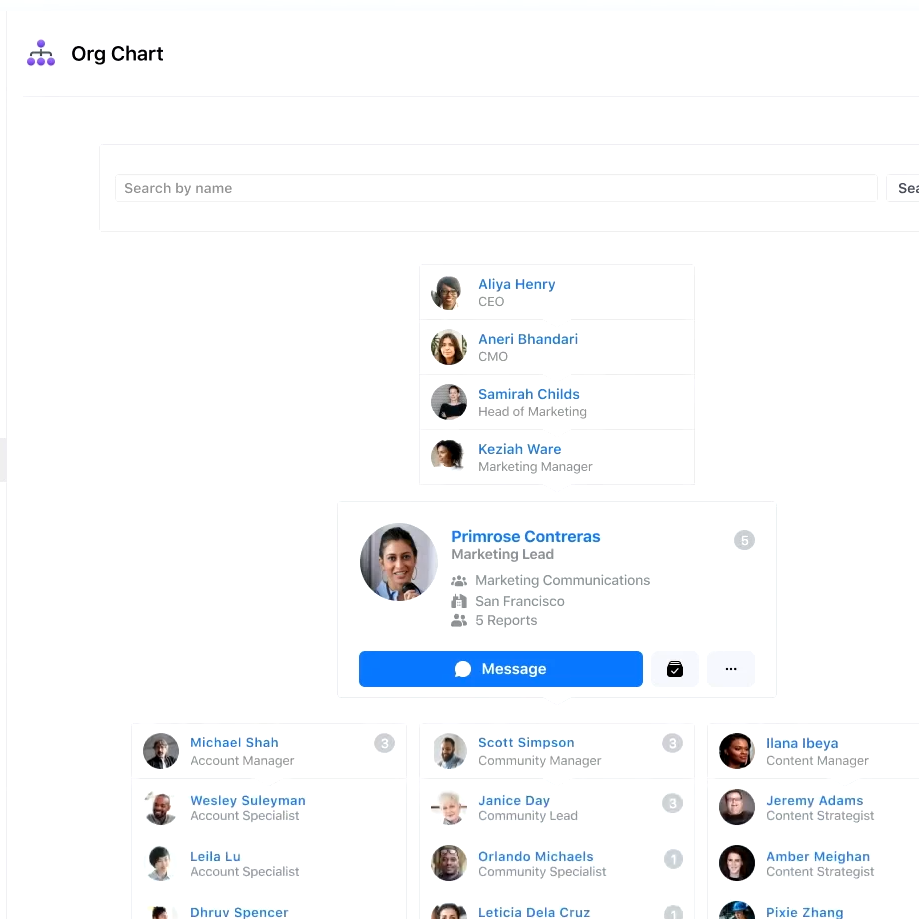 Org Chart
Search by name
Aliya Henry
CEO
Aneri Bhandari
CMO
Samirah Childs
Head of Marketing
Keziah Ware
Marketing Manager
Primrose Contreras
5
Marketing Lead
Marketing Communications
San Francisco
5 Reports
Message
Michael Shah
3
Account Manager
Wesley Suleyman
Account Specialist
Leila Lu
Account Specialist
Dhruv Spencer
Scott Simpson
3
Community Manager
Janice Day
3
Community Lead
Orlando Michaels
1
Community Specialist
Leticia Dela Cruz
1
Ilana Ibeya
Content Manager
Jeremy Adams
Content Strategist
Amber Meighan
Content Strategist
Pixie Zhang